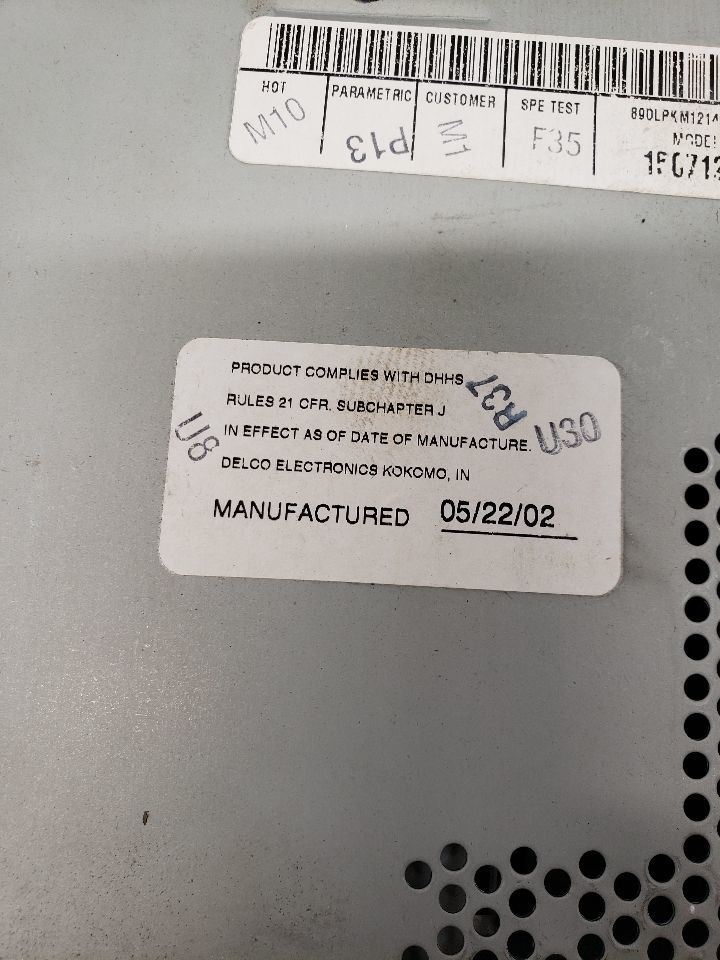 HOT PARAMETRIC CUSTOMER SPE TEST
M10 P13 M1 F35
PRODUCT COMPLIES WITH DHHS
RULES 21 CFR. SUBCHAPTER J
IN EFFECT AS OF DATE OF MANUFACTURE.
DELCO ELECTRONICS KOKOMO, IN
MANUFACTURED 05/22/02
U8
R37
U30